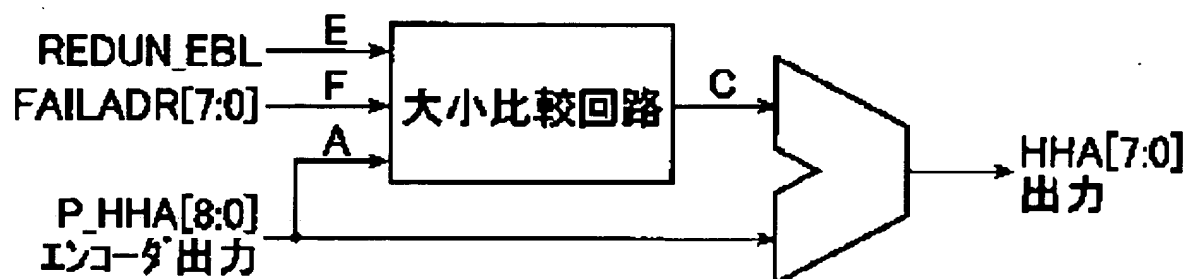 REDUN_EBL
E
FAILADR[7:0]
F
大小比較回路
C
A
HHA[7:0]
出力
P_HHA[8:0]
エンコーダ出力